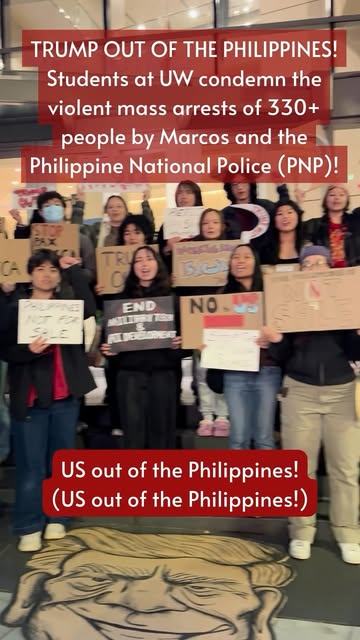 TRUMP OUT OF THE PHILIPPINES!
Students at UW condemn the
violent mass arrests of 330+
people by Marcos and the
Philippine National Police (PNP)!
STOP
PAX
PHILIPPINES
NOT FOR
SALE
END
NO
US out of the Philippines!
(US out of the Philippines!)